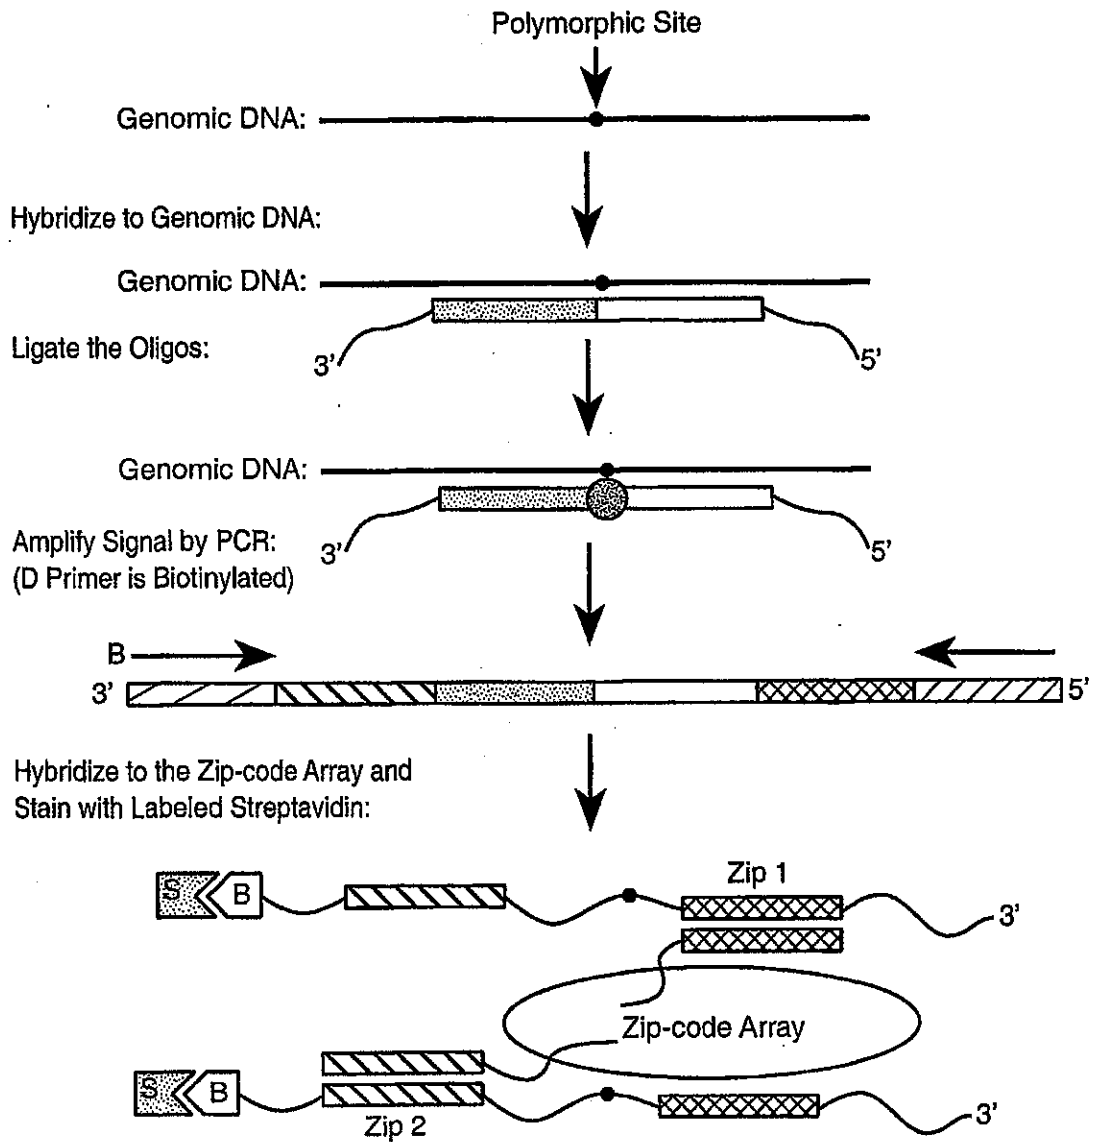 Polymorphic Site
Genomic DNA:
Hybridize to Genomic DNA:
Genomic DNA:
Ligate the Oligos:
3'
5'
Genomic DNA:
Amplify Signal by PCR:
(D Primer is Biotinylated)
3'
5'
B
3'
5'
Hybridize to the Zip-code Array and
Stain with Labeled Streptavidin:
Zip 1
S
B
3'
Zip-code Array
S
B
Zip 2
3'